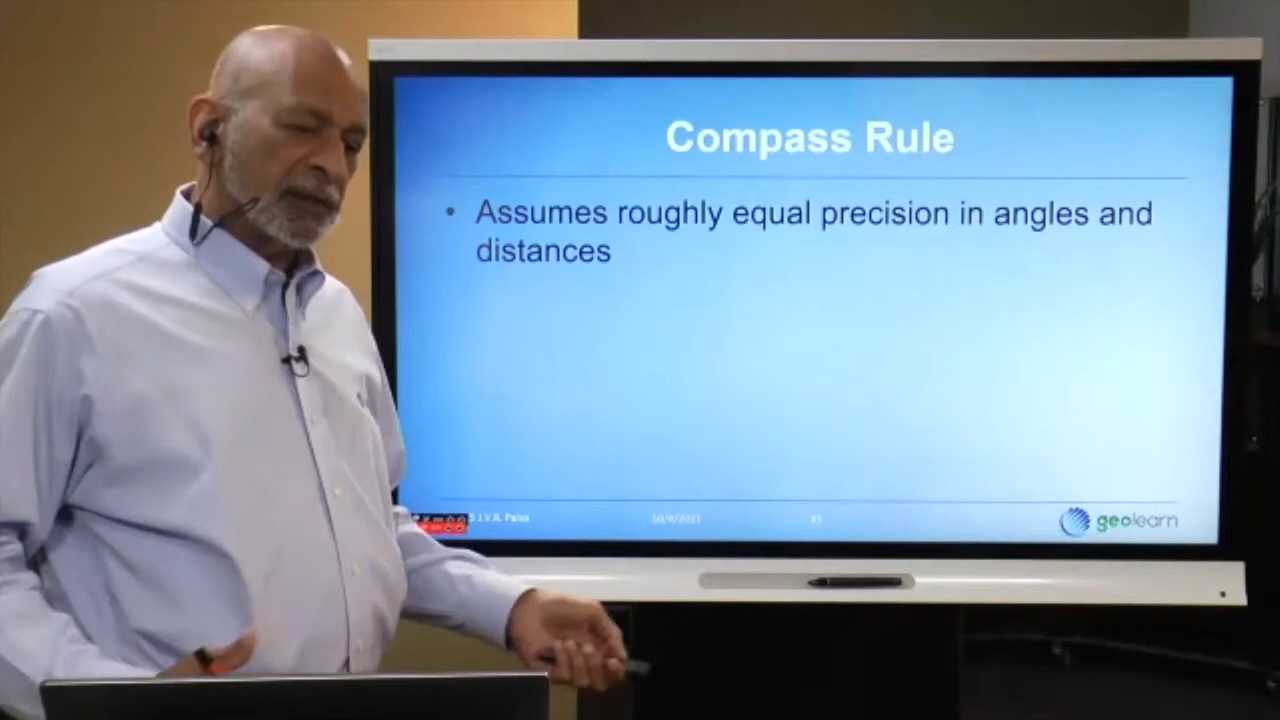 Compass Rule
• Assumes roughly equal precision in angles and
distances
geolearn